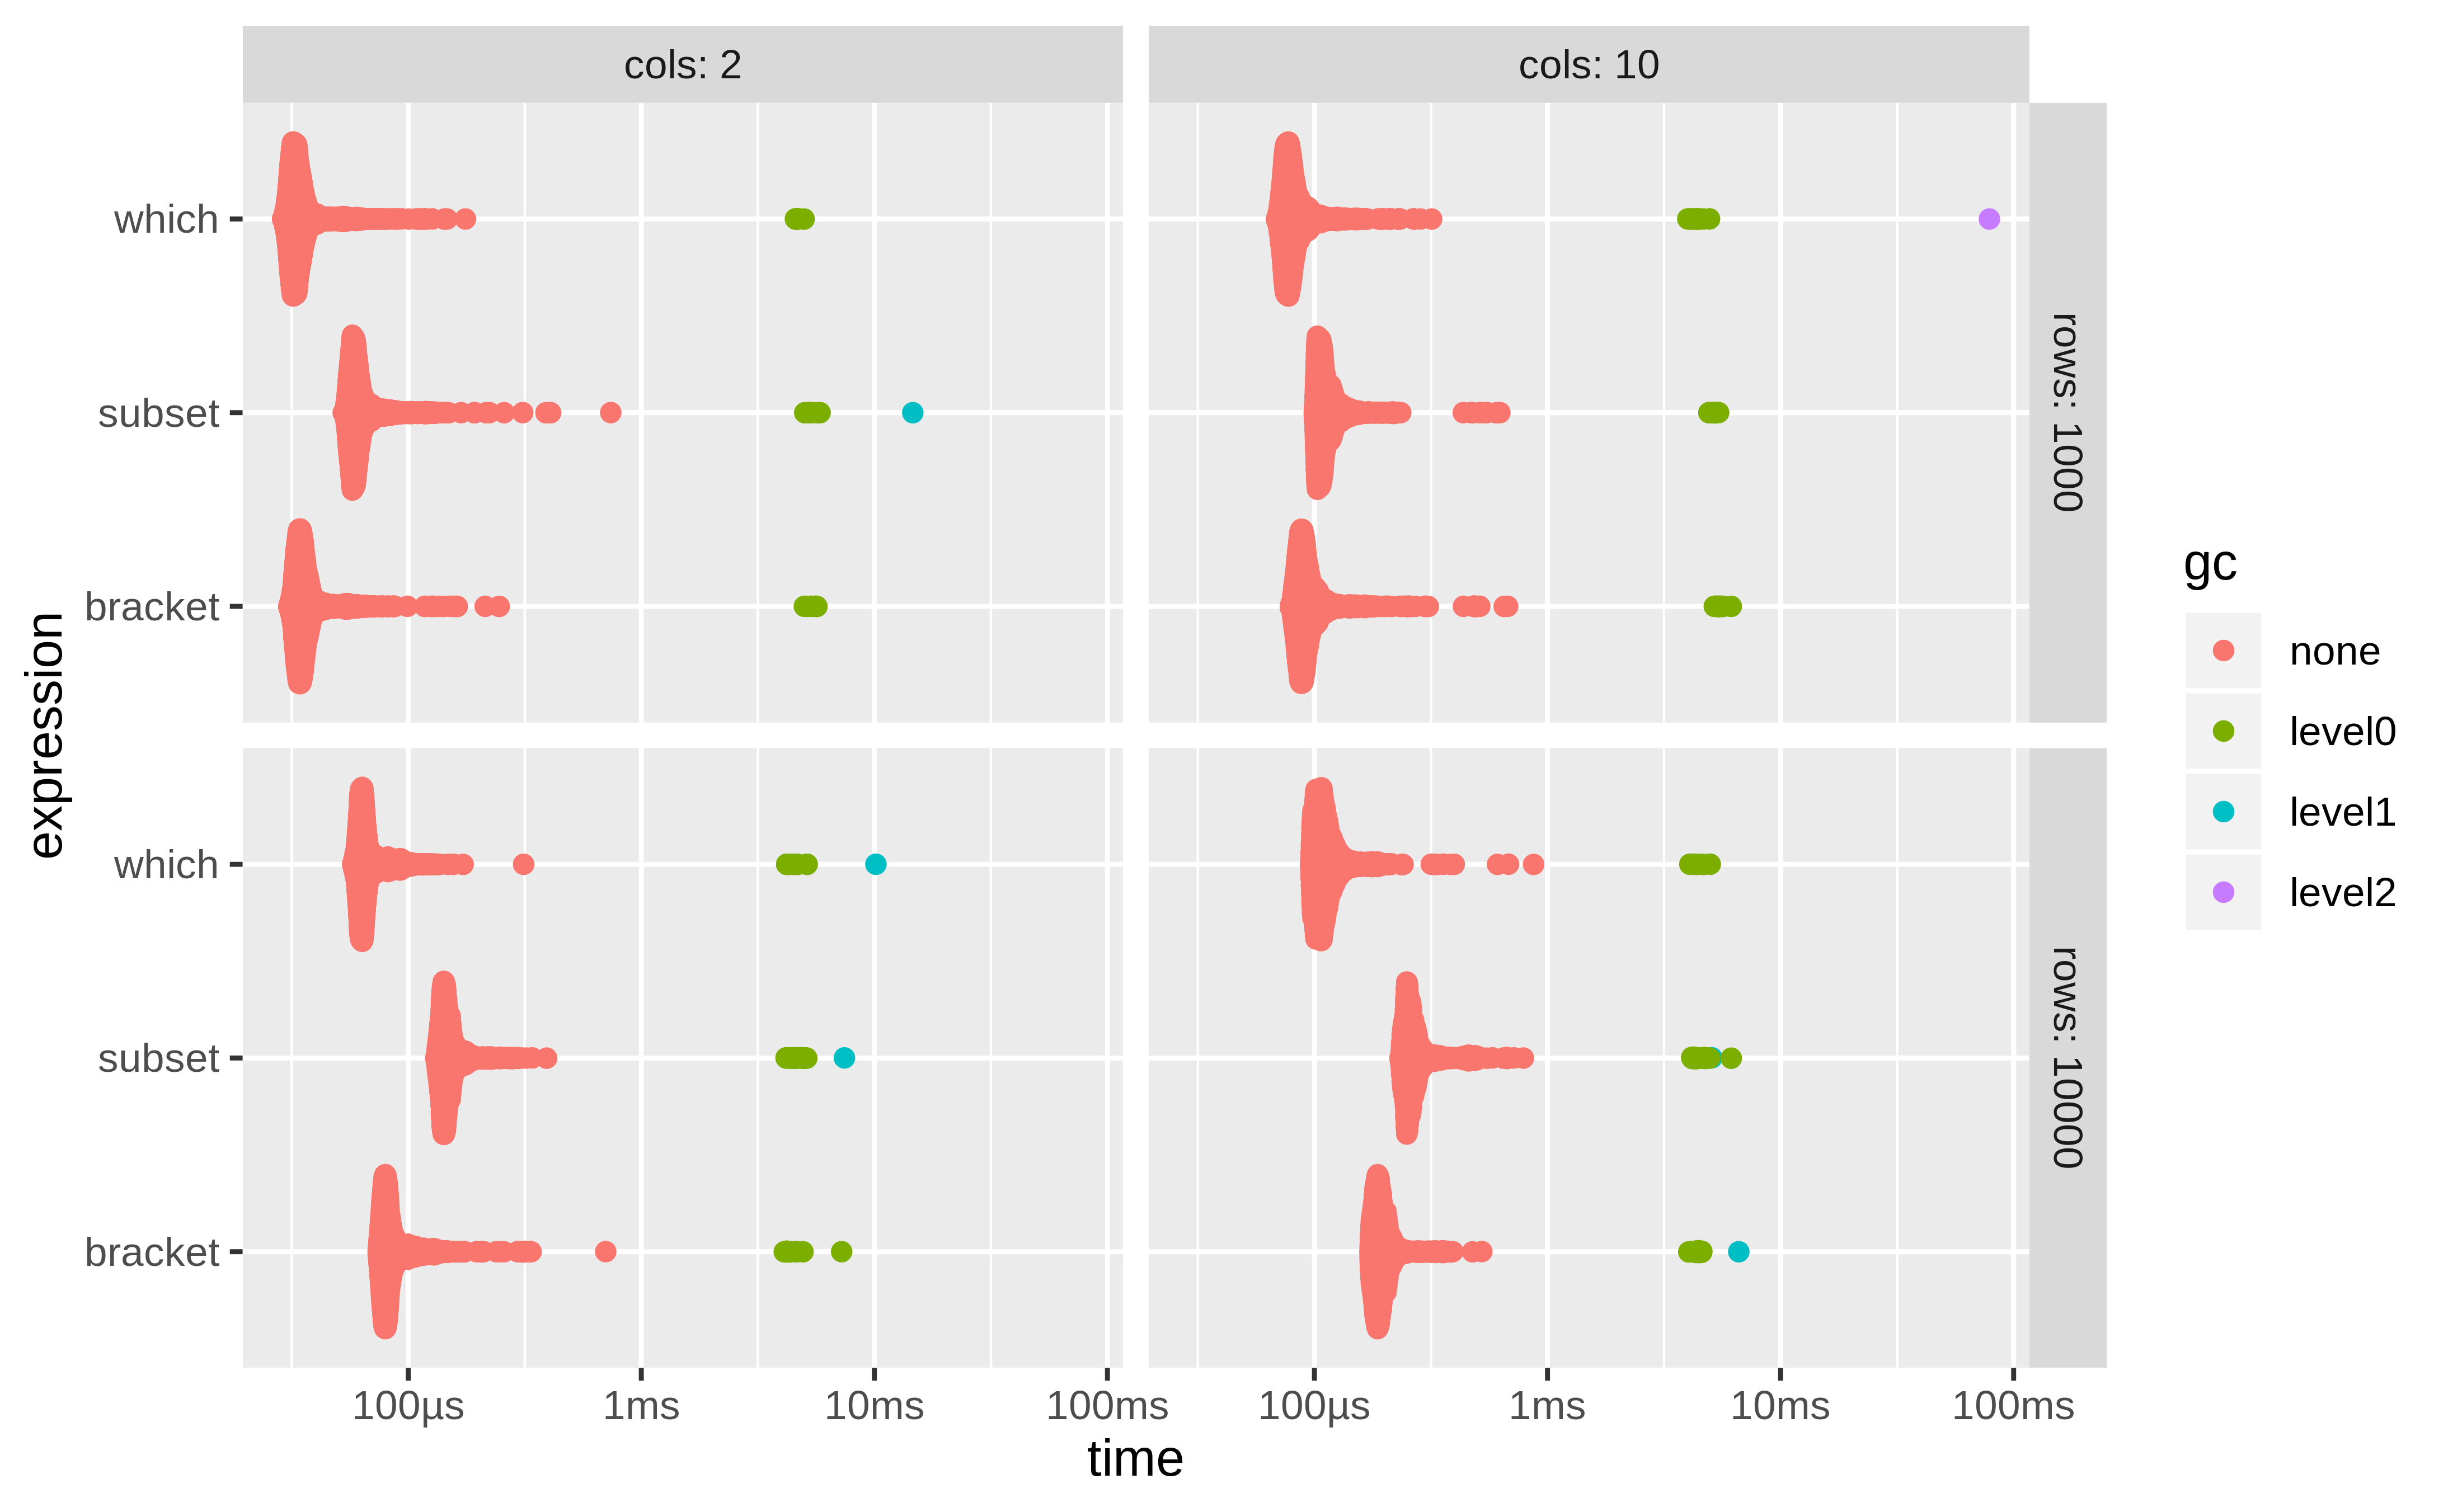 cols: 2
cols: 10
which
subset
bracket
rows: 1000
which
subset
bracket
rows: 10000
100µs
1ms
10ms
100ms
100µs
1ms
10ms
100ms
time
expression
gc
none
level0
level1
level2